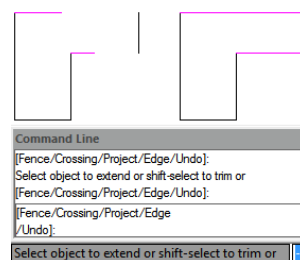 Command Line
[Fence/Crossing/Project/Edge/Undo]:
Select object to extend or shift-select to trim or
[Fence/Crossing/Project/Edge/Undo]:
[Fence/Crossing/Project/Edge
/Undo]:
Select object to extend or shift-select to trim or